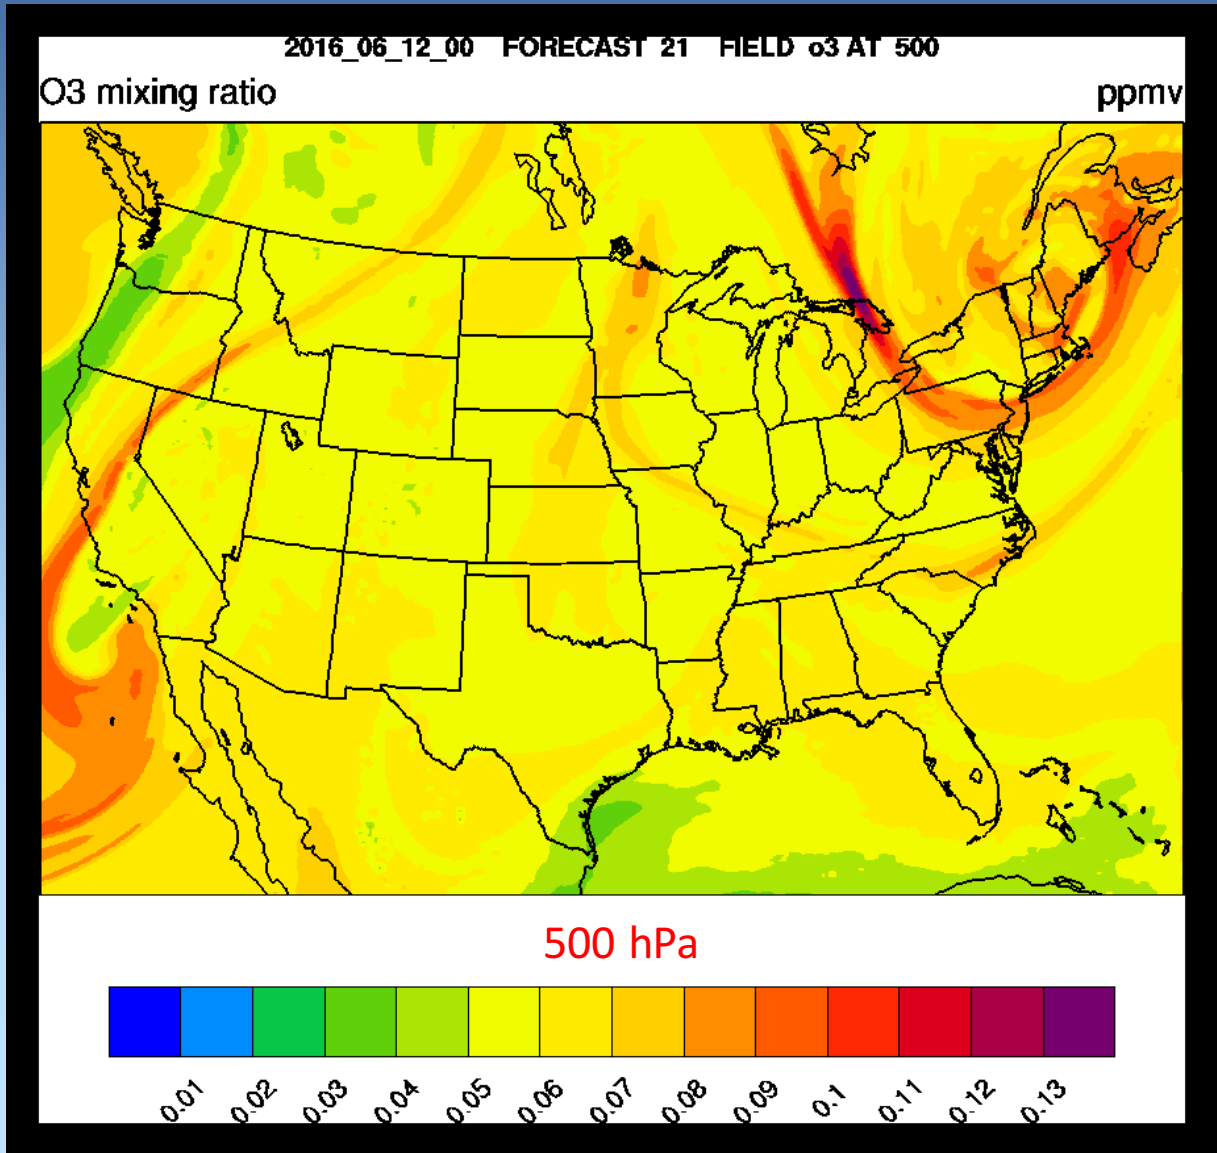 2016_06_12_00 FORECAST 21 FIELD o3 AT 500
O3 mixing ratio ppmv
500 hPa
0.01 0.02 0.03 0.04 0.05 0.06 0.07 0.08 0.09 0.1 0.11 0.12 0.13